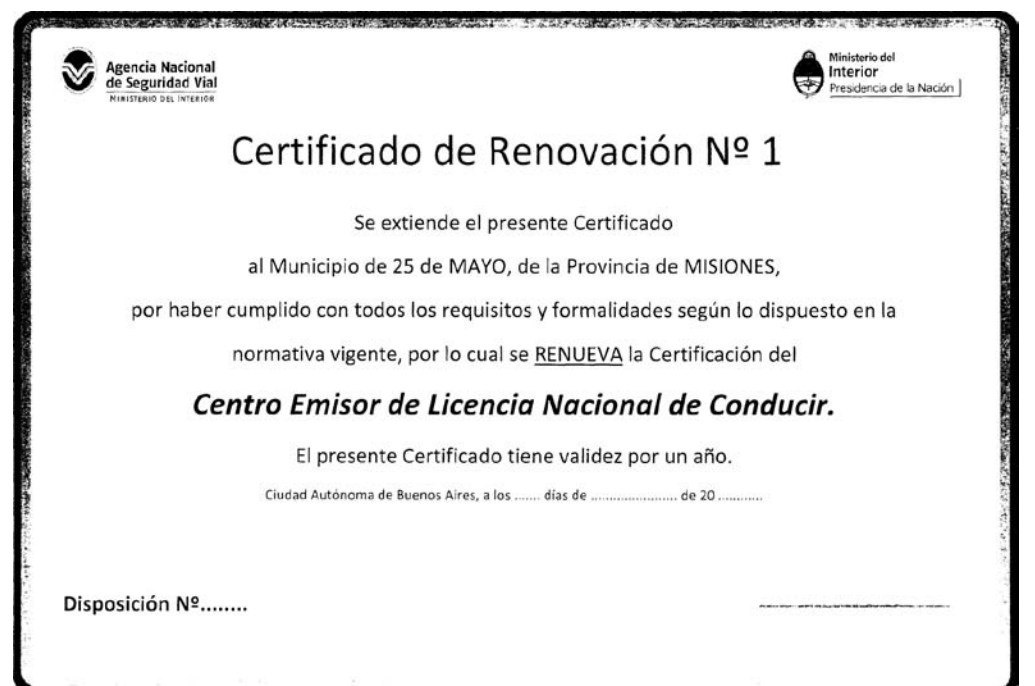 Agencia Nacional
de Seguridad Vial
MINISTERIO DEL INTERIOR
Ministerio del
Interior
Presidencia de la Nación
Certificado de Renovación Nº 1
Se extiende el presente Certificado
al Municipio de 25 de MAYO, de la Provincia de MISIONES,
por haber cumplido con todos los requisitos y formalidades según lo dispuesto en la
normativa vigente, por lo cual se RENUEVA la Certificación del
Centro Emisor de Licencia Nacional de Conducir.
El presente Certificado tiene validez por un año.
Ciudad Autónoma de Buenos Aires, a los ....... días de ....................... de 20 ............
Disposición Nº........